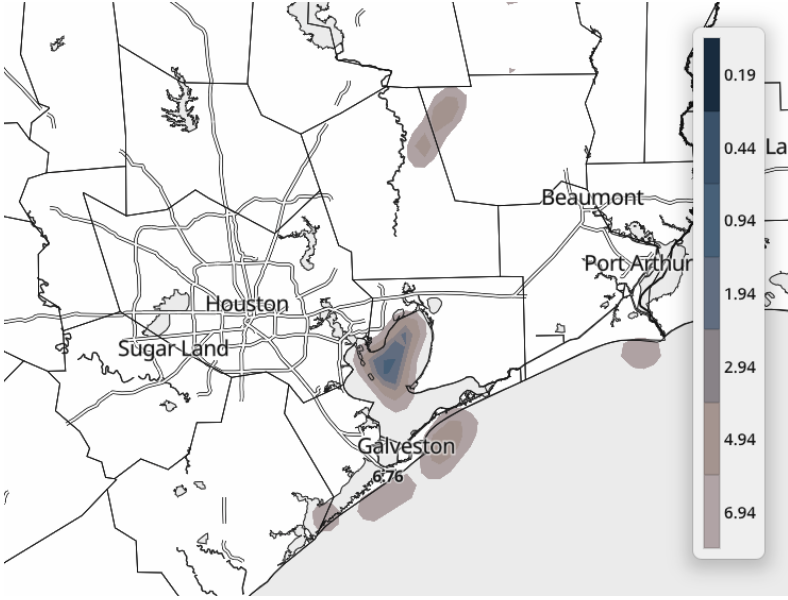 0.19
0.44
La
0.94
Beaumont
1.94
Port Arthur
Houston
Sugar Land
2.94
4.94
Galveston
6.76
6.94